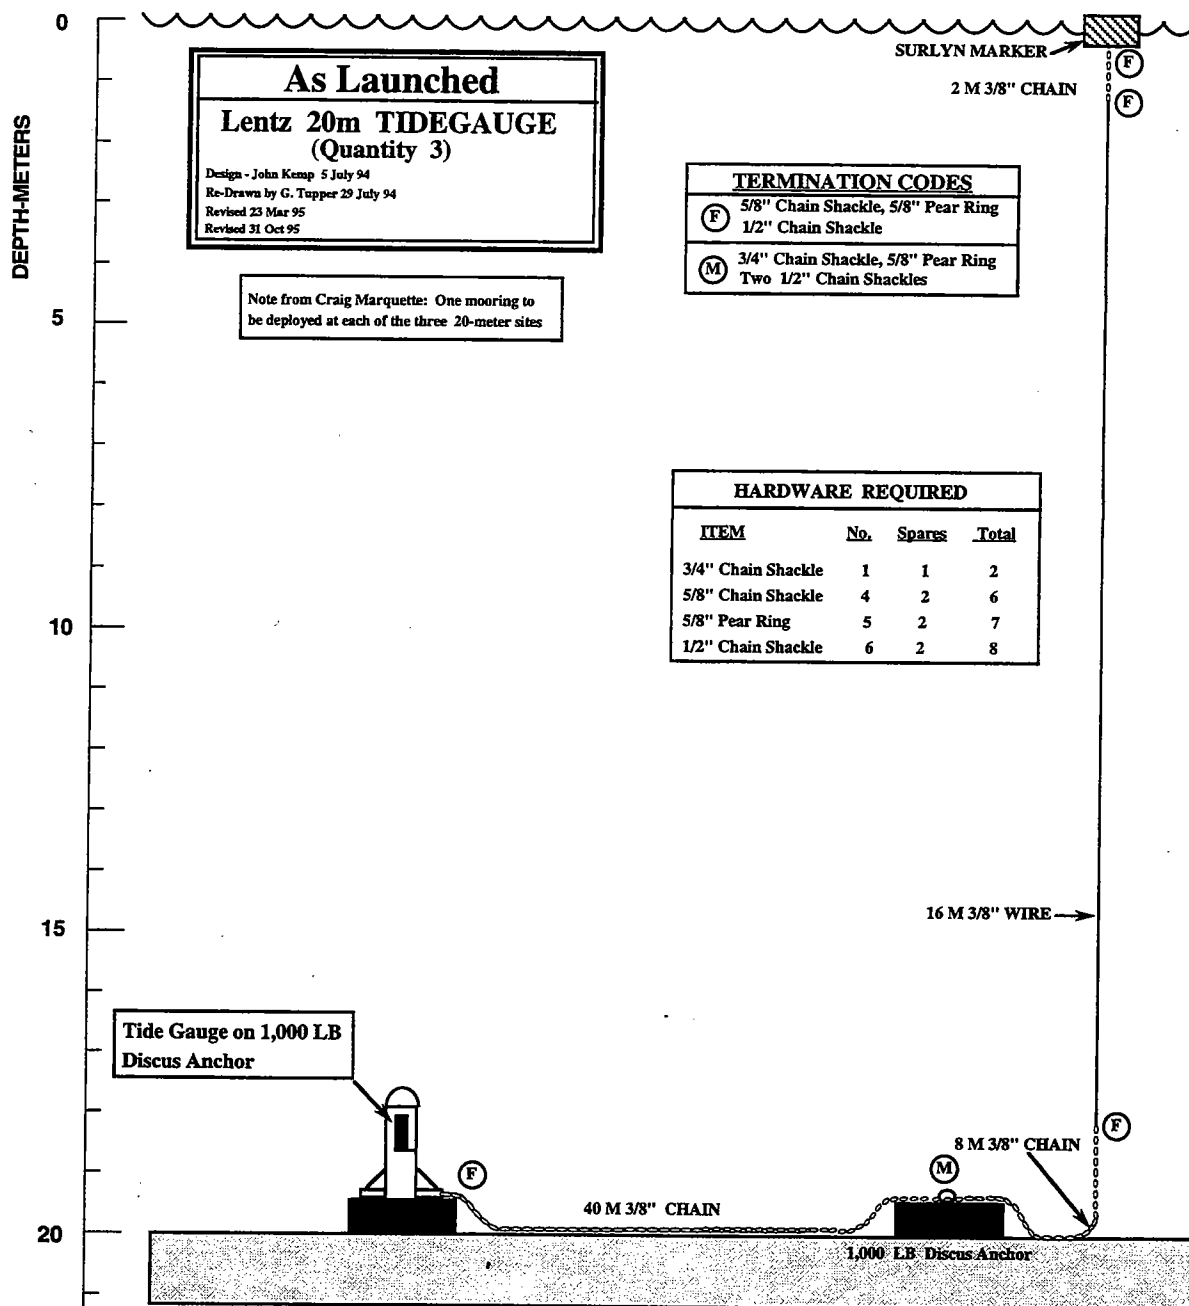 0
SURLYN MARKER
F
2 M 3/8" CHAIN
F
DEPTH-METERS
As Launched
Lentz 20m TIDEGAUGE
(Quantity 3)
Design - John Kemp 5 July 94
Re-Drawn by G. Tupper 29 July 94
Revised 23 Mar 95
Revised 31 Oct 95
TERMINATION CODES
F 5/8" Chain Shackle, 5/8" Pear Ring
1/2" Chain Shackle
M 3/4" Chain Shackle, 5/8" Pear Ring
Two 1/2" Chain Shackles
Note from Craig Marquette: One mooring to
be deployed at each of the three 20-meter sites
5
HARDWARE REQUIRED
ITEM No. Spares Total
3/4" Chain Shackle 1 1 2
5/8" Chain Shackle 4 2 6
5/8" Pear Ring 5 2 7
1/2" Chain Shackle 6 2 8
10
16 M 3/8" WIRE
15
Tide Gauge on 1,000 LB
Discus Anchor
F
8 M 3/8" CHAIN
F
M
40 M 3/8" CHAIN
20
1,000 LB Discus Anchor